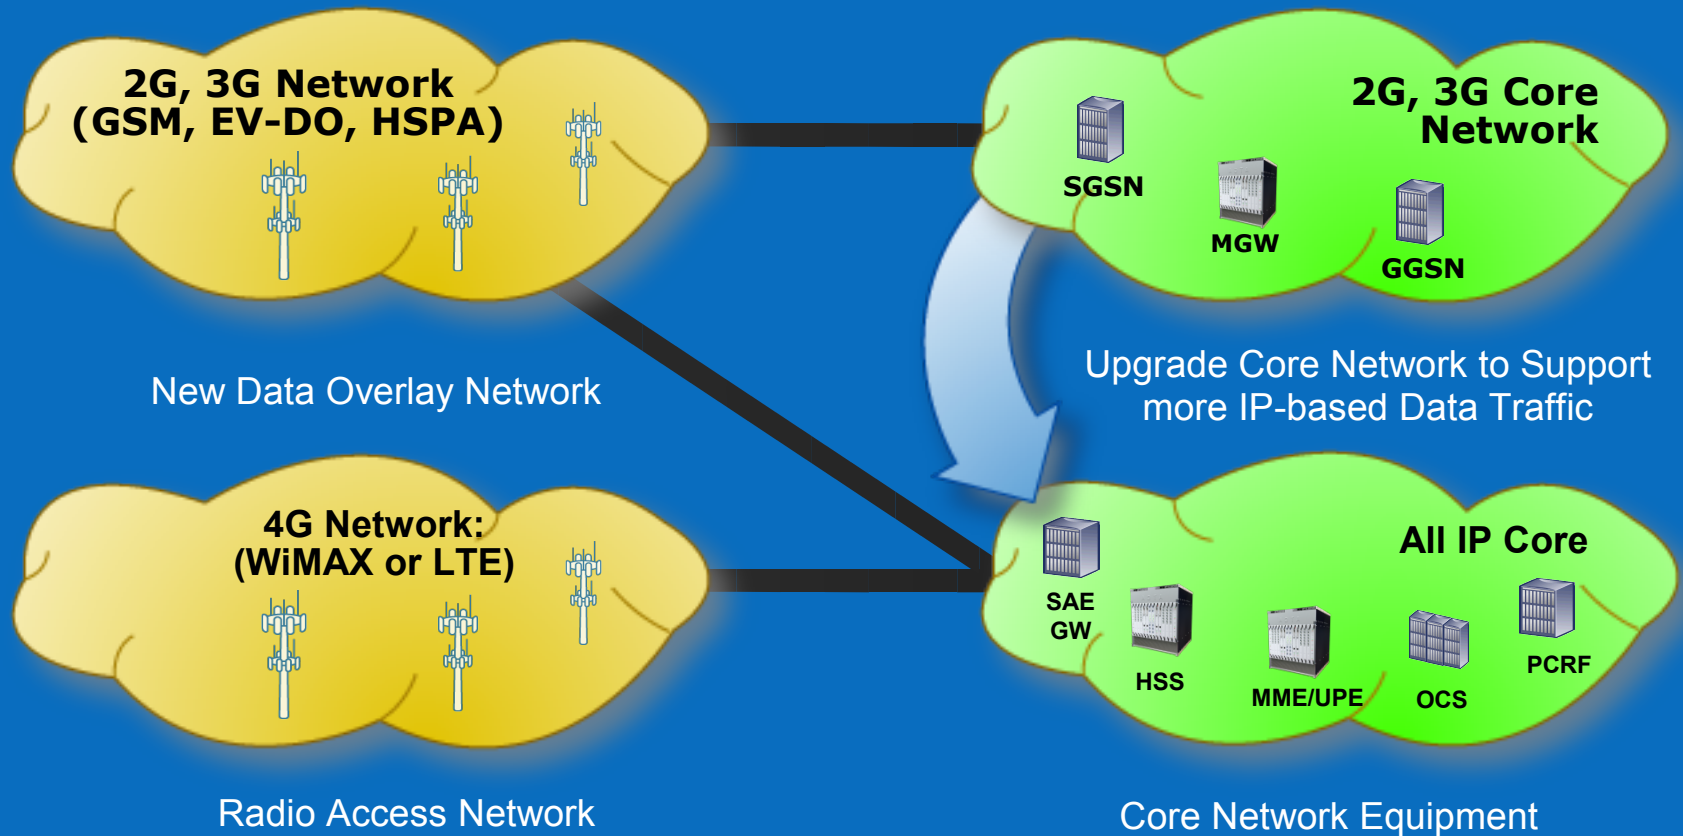 2G, 3G Network
(GSM, EV-DO, HSPA)
2G, 3G Core
Network
SGSN
MGW
GGSN
New Data Overlay Network
Upgrade Core Network to Support
more IP-based Data Traffic
4G Network:
(WiMAX or LTE)
All IP Core
SAE
GW
HSS
MME/UPE
OCS
PCRF
Radio Access Network
Core Network Equipment